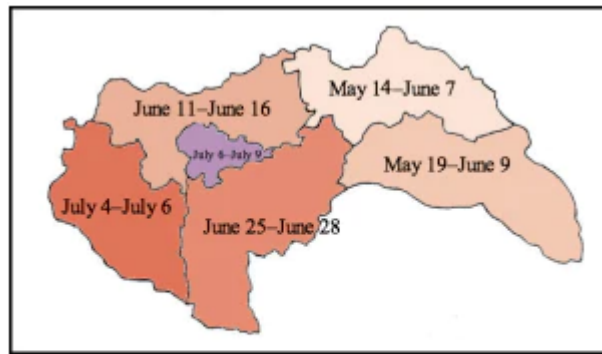 May 14–June 7
June 11–June 16
July 6–July 9
May 19–June 9
July 4–July 6
June 25–June 28